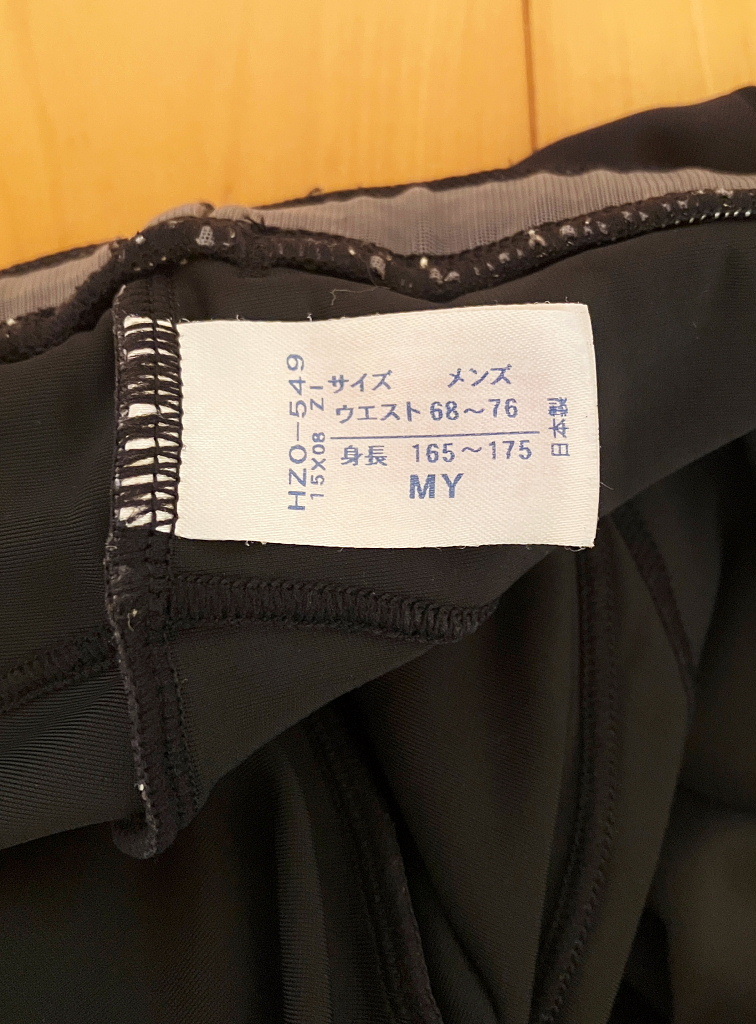 サイズ メンズ
ウエスト 68～76
身長 165～175
MY
日本製
HZO-549
15X08 ZI